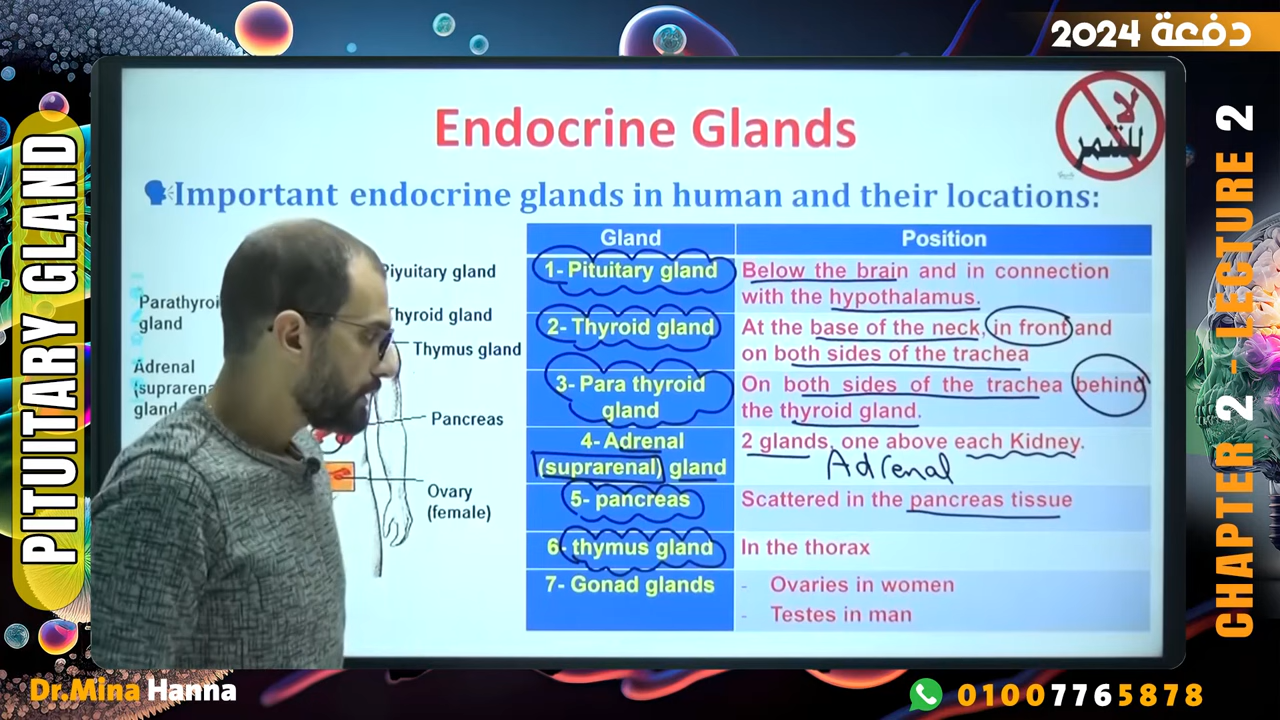 دفعة 2024
PITUITARY GLAND
Endocrine Glands
لا
للتنمر
Important endocrine glands in human and their locations:
Gland Position
1- Pituitary gland Below the brain and in connection
with the hypothalamus.
2- Thyroid gland At the base of the neck, in front and
on both sides of the trachea
3- Para thyroid On both sides of the trachea behind
gland the thyroid gland.
4- Adrenal 2 glands, one above each Kidney.
(suprarenal) gland Adrenal
5- pancreas Scattered in the pancreas tissue
6- thymus gland In the thorax
7- Gonad glands - Ovaries in women
- Testes in man
Piyuitary gland
Thyroid gland
Thymus gland
Pancreas
Ovary
(female)
gland
Adrenal
gland
CHAPTER 2 - LECTURE 2
Dr.Mina Hanna
01007765878